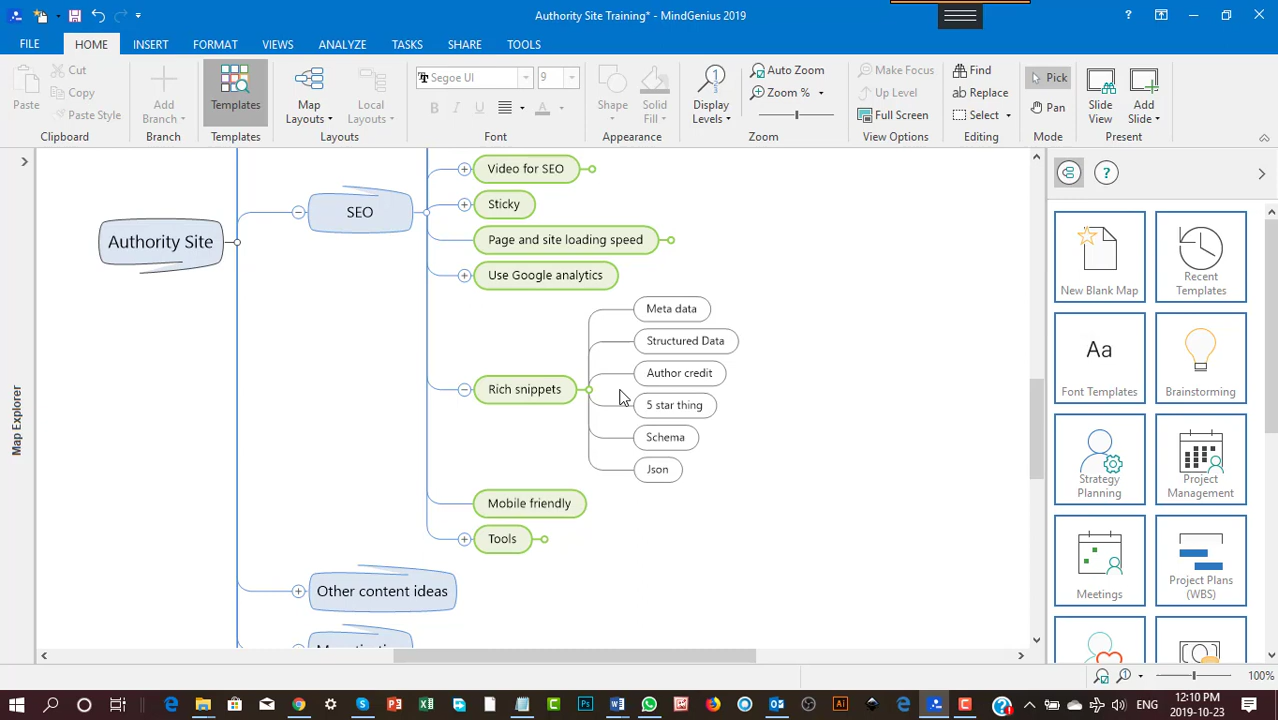 Authority Site Training* - MindGenius 2019
FILE
HOME
INSERT
FORMAT
VIEWS
ANALYZE
TASKS
SHARE
TOOLS
Paste
Cut
Copy
Paste Style
Clipboard
Add
Branch
Branch
Templates
Templates
Map
Layouts
Local
Layouts
Layouts
Segoe UI
9
B I U
A
Font
Shape
Solid
Fill
Appearance
Display
Levels
Auto Zoom
Zoom %
Zoom
Make Focus
Up Level
Full Screen
View Options
Find
Replace
Select
Editing
Pick
Pan
Mode
Slide
View
Add
Slide
Present
Map Explorer
Authority Site
SEO
Video for SEO
Sticky
Page and site loading speed
Use Google analytics
Rich snippets
Meta data
Structured Data
Author credit
5 star thing
Schema
Json
Mobile friendly
Tools
Other content ideas
New Blank Map
Recent
Templates
Aa
Font Templates
Brainstorming
Strategy
Planning
Project
Management
Meetings
Project Plans
(WBS)
100%
ENG
12:10 PM
2019-10-23